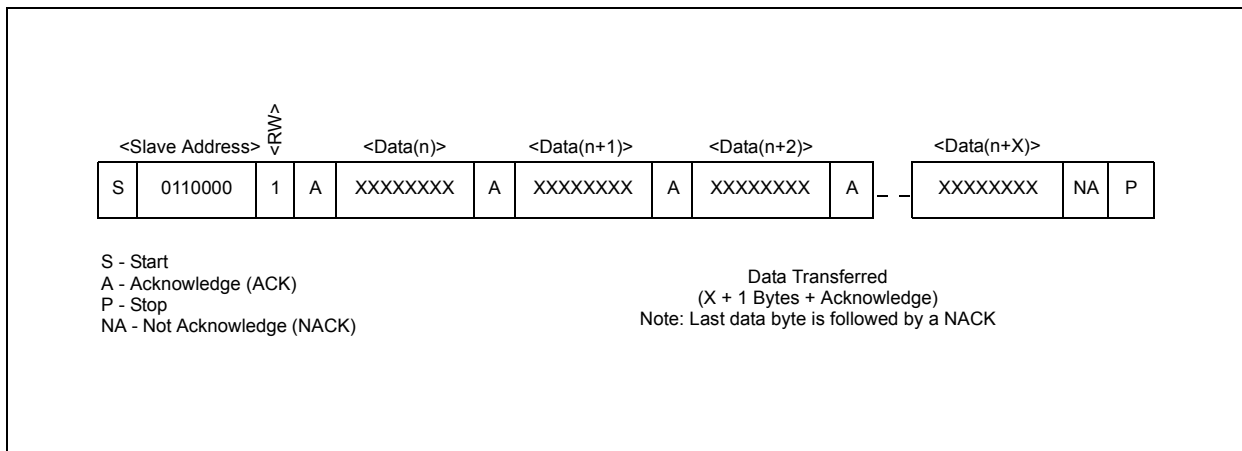 <Slave Address> <RW> <Data(n)> <Data(n+1)> <Data(n+2)> <Data(n+X)>
S 0110000 1 A XXXXXXXX A XXXXXXXX A XXXXXXXX A XXXXXXXX NA P
S - Start
A - Acknowledge (ACK)
P - Stop
NA - Not Acknowledge (NACK)
Data Transferred
(X + 1 Bytes + Acknowledge)
Note: Last data byte is followed by a NACK